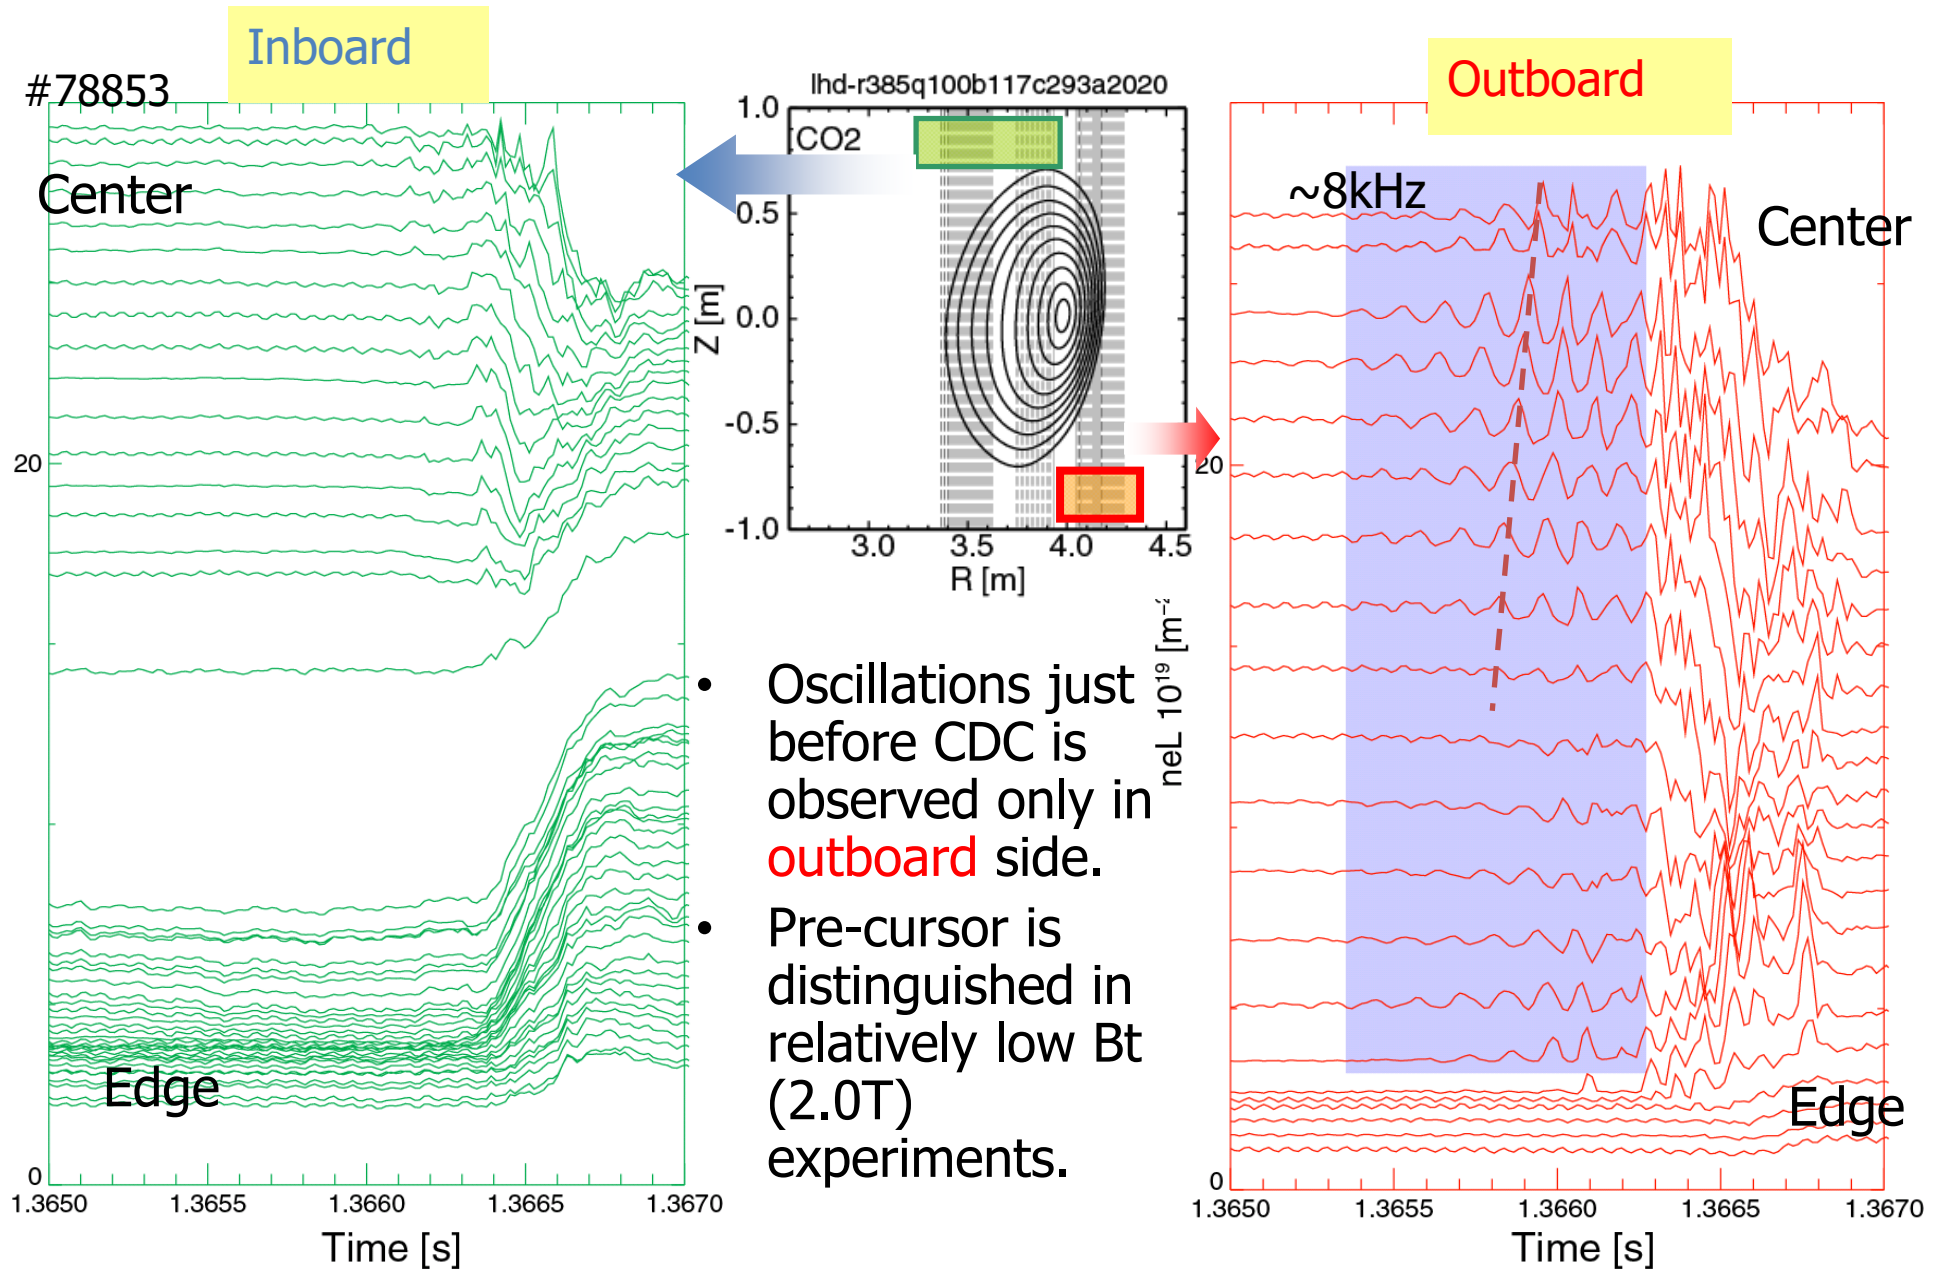 Inboard
#78853
Center
20
Edge
0
1.3650
1.3655
1.3660
1.3665
1.3670
Time [s]
lhd-r385q100b117c293a2020
CO2
1.0
0.5
0.0
-0.5
-1.0
Z [m]
3.0
3.5
4.0
4.5
R [m]
• Oscillations just
before CDC is
observed only in
outboard side.
• Pre-cursor is
distinguished in
relatively low Bt
(2.0T)
experiments.
Outboard
~8kHz
Center
20
neL 10¹⁹ [m⁻
Edge
0
1.3650
1.3655
1.3660
1.3665
1.3670
Time [s]